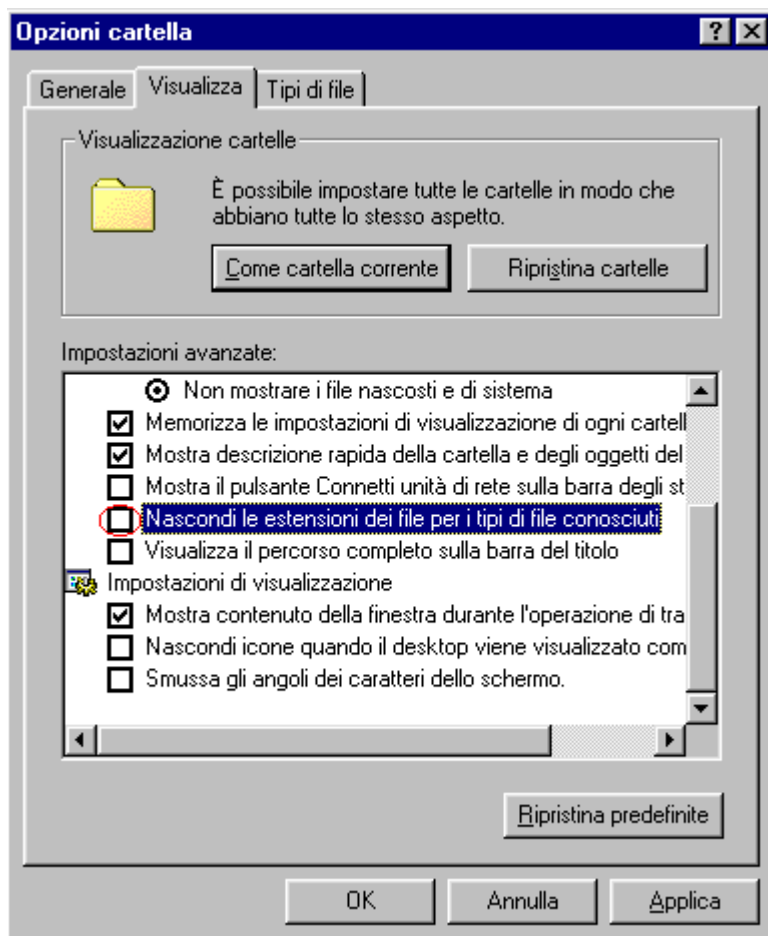 Opzioni cartella
Generale Visualizza Tipi di file
Visualizzazione cartelle
È possibile impostare tutte le cartelle in modo che
abbiano tutte lo stesso aspetto.
Come cartella corrente Ripristina cartelle
Impostazioni avanzate:
Non mostrare i file nascosti e di sistema
Memorizza le impostazioni di visualizzazione di ogni cartell
Mostra descrizione rapida della cartella e degli oggetti del
Mostra il pulsante Connetti unità di rete sulla barra degli st
Nascondi le estensioni dei file per i tipi di file conosciuti
Visualizza il percorso completo sulla barra del titolo
Impostazioni di visualizzazione
Mostra contenuto della finestra durante l'operazione di tra
Nascondi icone quando il desktop viene visualizzato com
Smussa gli angoli dei caratteri dello schermo.
Ripristina predefinite
OK Annulla Applica